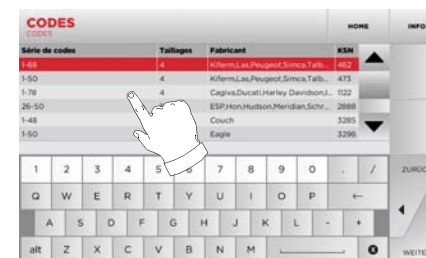 CODES
CODES
HOME INFO
Série de codes Taillages Fabricant KSN
1-68 4 Kiferm,Las,Peugeot,Simca,Talb... 462
1-50 4 Kiferm,Las,Peugeot,Simca,Talb... 473
1-78 4 Cagiva,Ducati,Harley Davidson,I... 1122
26-50 ESP,Hon,Hudson,Meridian,Schr... 2888
1-48 Couch 3285
1-50 Eagle 3298
1 2 3 4 5 6 7 8 9 0 . /
Q W E R T Y U I O P ←
A S D F G H J K L - +
alt Z X C V B N M
ZURÜC
WEITE